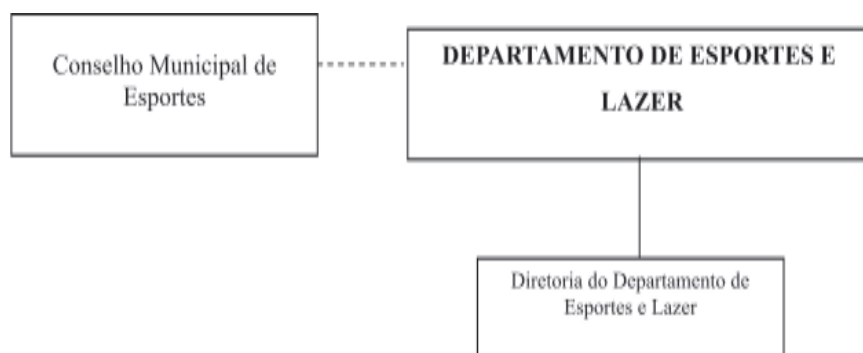 Conselho Municipal de
Esportes
DEPARTAMENTO DE ESPORTES E
LAZER
Diretoria do Departamento de
Esportes e Lazer